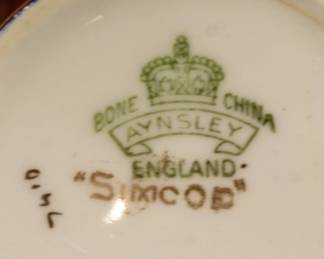 BONE CHINA
AYNSLEY
ENGLAND
"SIMCOE"